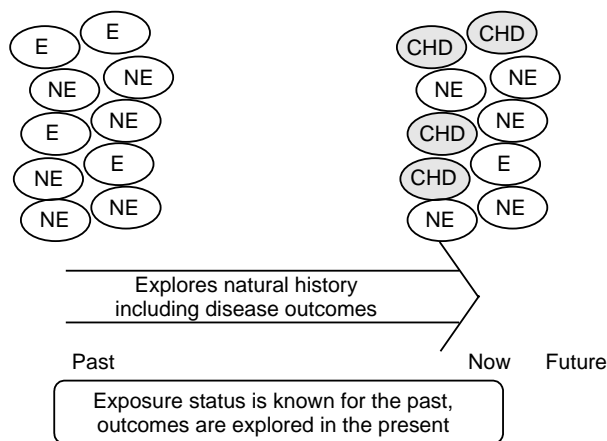 E E
NE NE
E NE
NE E
NE NE
CHD CHD
NE NE
CHD NE
CHD E
NE NE
Explores natural history
including disease outcomes
Past Now Future
Exposure status is known for the past,
outcomes are explored in the present